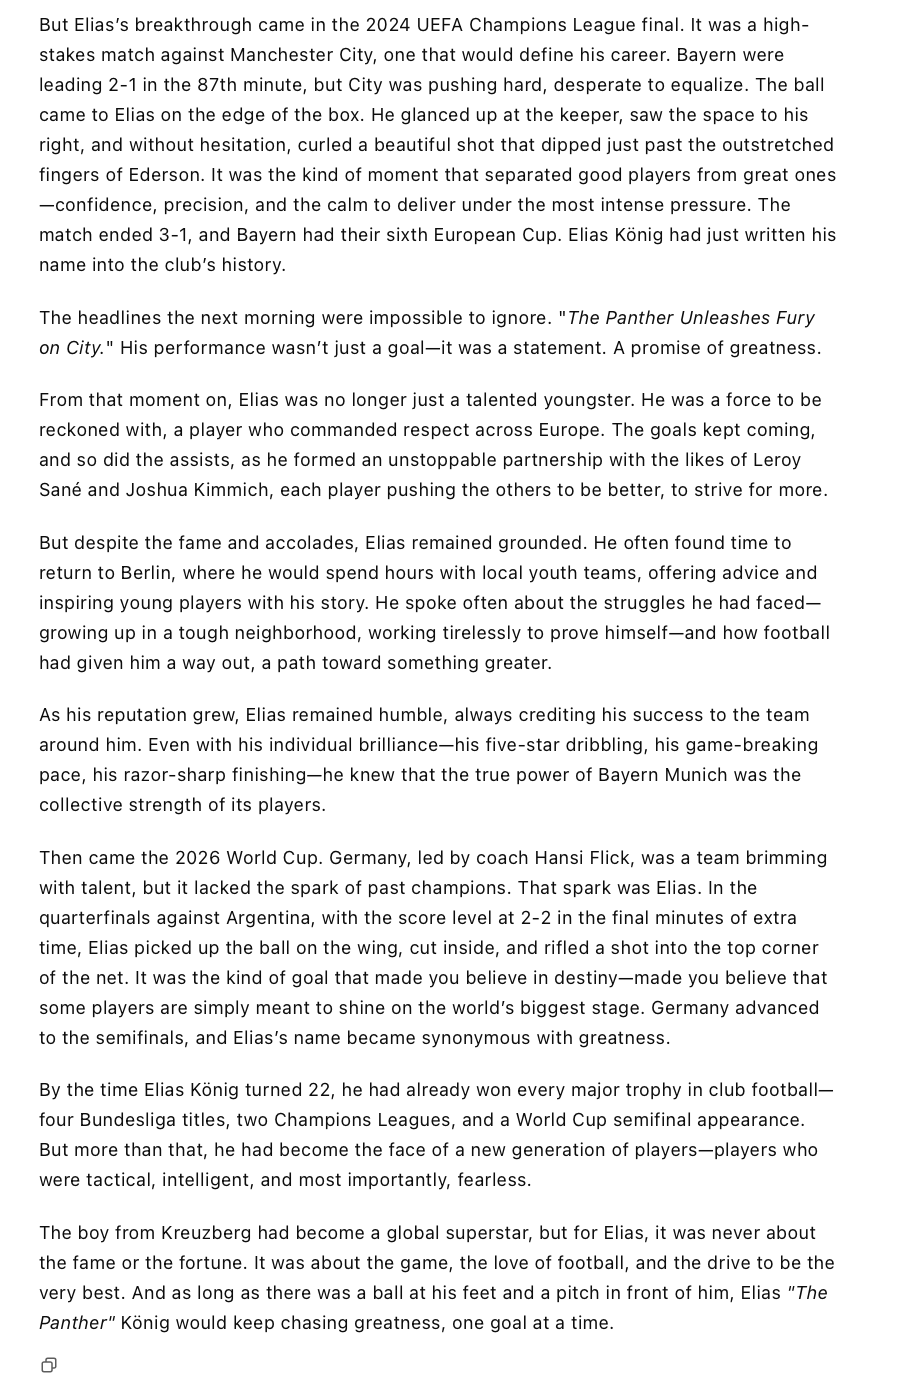 But Elias’s breakthrough came in the 2024 UEFA Champions League final. It was a high-
stakes match against Manchester City, one that would define his career. Bayern were
leading 2-1 in the 87th minute, but City was pushing hard, desperate to equalize. The ball
came to Elias on the edge of the box. He glanced up at the keeper, saw the space to his
right, and without hesitation, curled a beautiful shot that dipped just past the outstretched
fingers of Ederson. It was the kind of moment that separated good players from great ones
—confidence, precision, and the calm to deliver under the most intense pressure. The
match ended 3-1, and Bayern had their sixth European Cup. Elias König had just written his
name into the club’s history.
The headlines the next morning were impossible to ignore. "The Panther Unleashes Fury
on City." His performance wasn’t just a goal—it was a statement. A promise of greatness.
From that moment on, Elias was no longer just a talented youngster. He was a force to be
reckoned with, a player who commanded respect across Europe. The goals kept coming,
and so did the assists, as he formed an unstoppable partnership with the likes of Leroy
Sané and Joshua Kimmich, each player pushing the others to be better, to strive for more.
But despite the fame and accolades, Elias remained grounded. He often found time to
return to Berlin, where he would spend hours with local youth teams, offering advice and
inspiring young players with his story. He spoke often about the struggles he had faced—
growing up in a tough neighborhood, working tirelessly to prove himself—and how football
had given him a way out, a path toward something greater.
As his reputation grew, Elias remained humble, always crediting his success to the team
around him. Even with his individual brilliance—his five-star dribbling, his game-breaking
pace, his razor-sharp finishing—he knew that the true power of Bayern Munich was the
collective strength of its players.
Then came the 2026 World Cup. Germany, led by coach Hansi Flick, was a team brimming
with talent, but it lacked the spark of past champions. That spark was Elias. In the
quarterfinals against Argentina, with the score level at 2-2 in the final minutes of extra
time, Elias picked up the ball on the wing, cut inside, and rifled a shot into the top corner
of the net. It was the kind of goal that made you believe in destiny—made you believe that
some players are simply meant to shine on the world’s biggest stage. Germany advanced
to the semifinals, and Elias’s name became synonymous with greatness.
By the time Elias König turned 22, he had already won every major trophy in club football—
four Bundesliga titles, two Champions Leagues, and a World Cup semifinal appearance.
But more than that, he had become the face of a new generation of players—players who
were tactical, intelligent, and most importantly, fearless.
The boy from Kreuzberg had become a global superstar, but for Elias, it was never about
the fame or the fortune. It was about the game, the love of football, and the drive to be the
very best. And as long as there was a ball at his feet and a pitch in front of him, Elias "The
Panther" König would keep chasing greatness, one goal at a time.